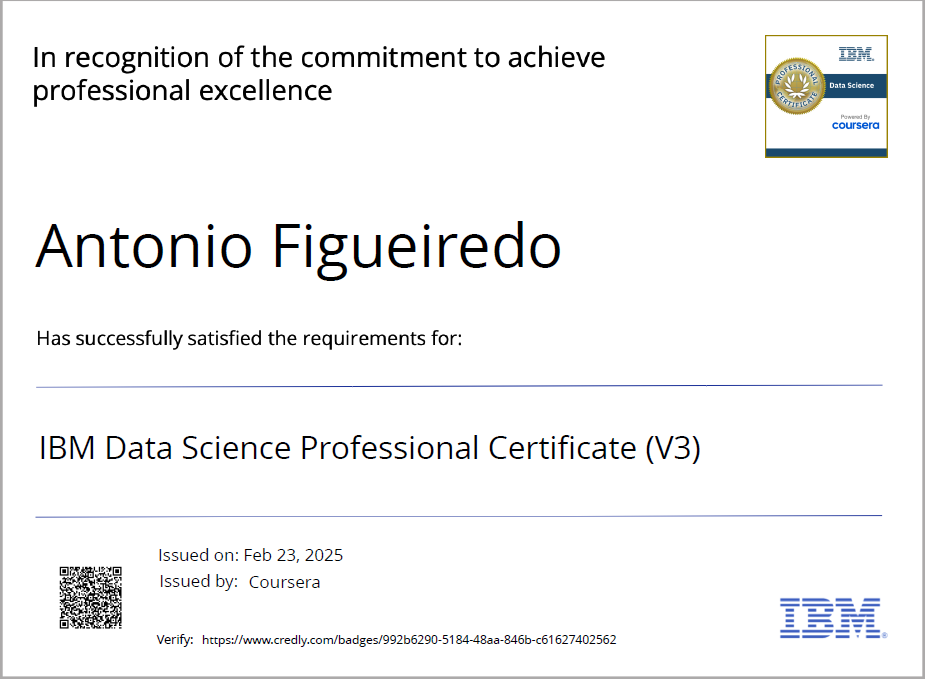 In recognition of the commitment to achieve
professional excellence
IBM
PROFESSIONAL
CERTIFICATE
Data Science
Powered By
coursera
Antonio Figueiredo
Has successfully satisfied the requirements for:
IBM Data Science Professional Certificate (V3)
Issued on: Feb 23, 2025
Issued by: Coursera
Verify: https://www.credly.com/badges/992b6290-5184-48aa-846b-c61627402562
IBM®